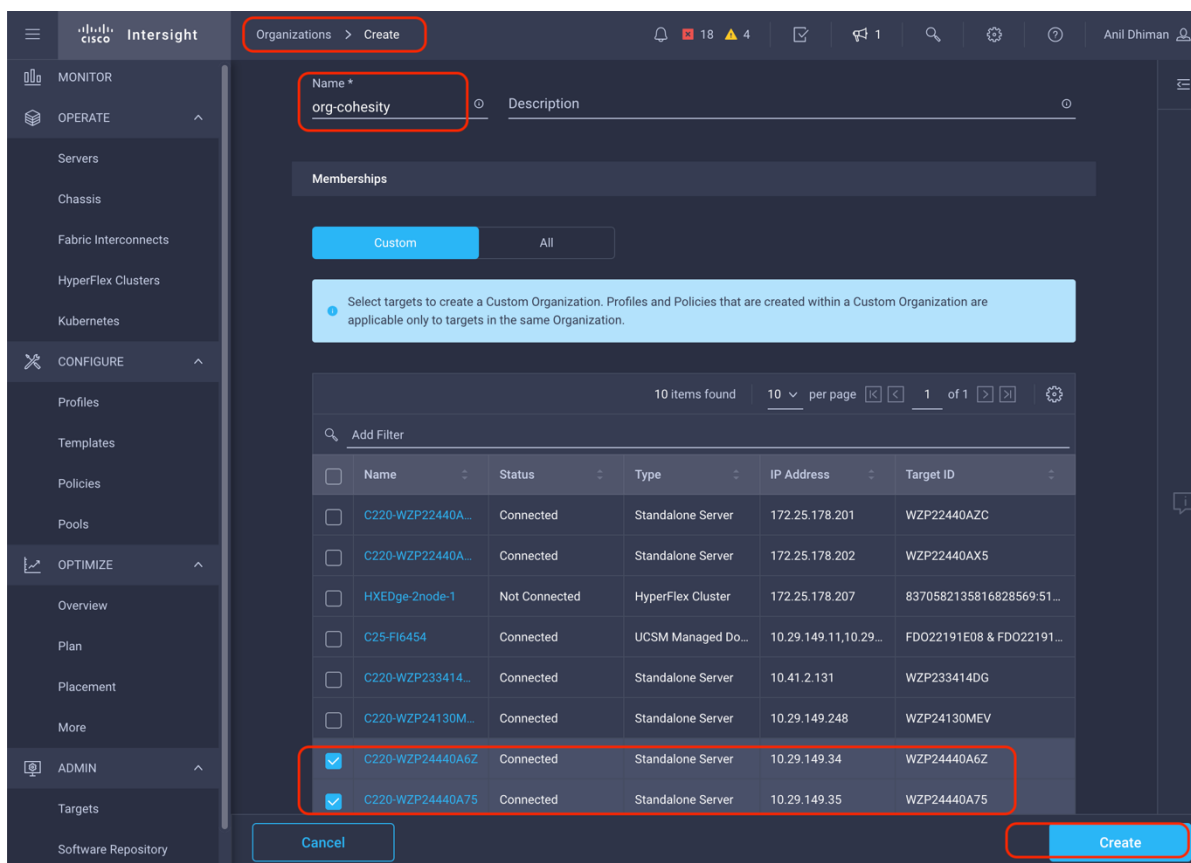 cisco Intersight
Organizations > Create
18 4
1
Anil Dhiman
MONITOR
OPERATE
Servers
Chassis
Fabric Interconnects
HyperFlex Clusters
Kubernetes
CONFIGURE
Profiles
Templates
Policies
Pools
OPTIMIZE
Overview
Plan
Placement
More
ADMIN
Targets
Software Repository
Name *
org-cohesity
Description
Memberships
Custom All
Select targets to create a Custom Organization. Profiles and Policies that are created within a Custom Organization are
applicable only to targets in the same Organization.
10 items found 10 per page 1 of 1
Add Filter
Name Status Type IP Address Target ID
C220-WZP22440A... Connected Standalone Server 172.25.178.201 WZP22440AZC
C220-WZP22440A... Connected Standalone Server 172.25.178.202 WZP22440AX5
HXEDge-2node-1 Not Connected HyperFlex Cluster 172.25.178.207 8370582135816828569:51...
C25-FI6454 Connected UCSM Managed Do... 10.29.149.11,10.29... FDO22191E08 & FDO22191...
C220-WZP233414... Connected Standalone Server 10.41.2.131 WZP233414DG
C220-WZP24130M... Connected Standalone Server 10.29.149.248 WZP24130MEV
C220-WZP24440A6Z Connected Standalone Server 10.29.149.34 WZP24440A6Z
C220-WZP24440A75 Connected Standalone Server 10.29.149.35 WZP24440A75
Cancel Create